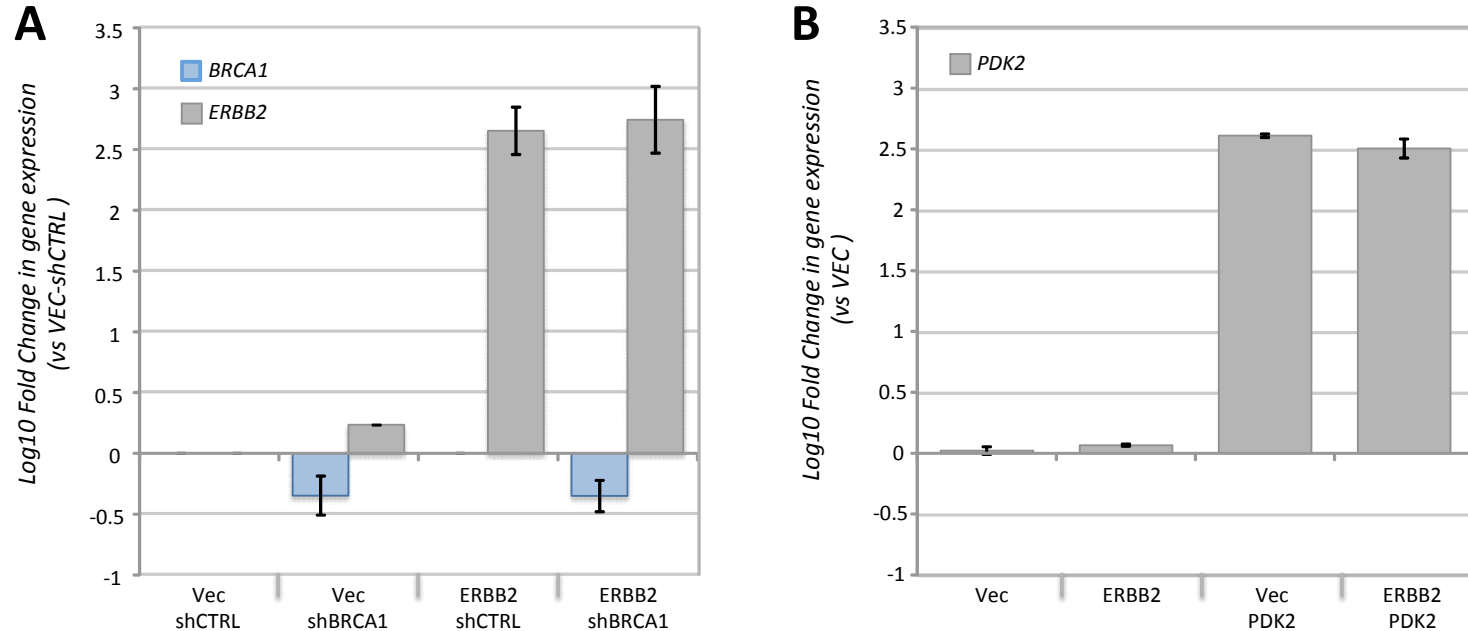 A
Log10 Fold Change in gene expression
(vs VEC-shCTRL)
3.5
3
2.5
2
1.5
1
0.5
0
-0.5
-1
BRCA1
ERBB2
Vec
shCTRL
Vec
shBRCA1
ERBB2
shCTRL
ERBB2
shBRCA1
B
Log10 Fold Change in gene expression
(vs VEC )
3.5
3
2.5
2
1.5
1
0.5
0
-0.5
-1
PDK2
Vec
ERBB2
Vec
PDK2
ERBB2
PDK2